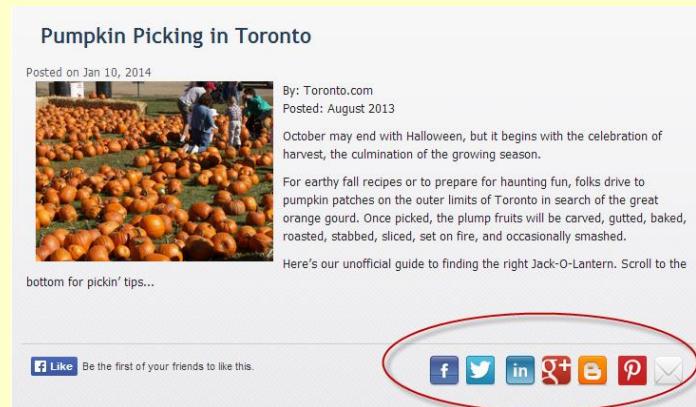 Pumpkin Picking in Toronto
Posted on Jan 10, 2014
By: Toronto.com
Posted: August 2013
October may end with Halloween, but it begins with the celebration of
harvest, the culmination of the growing season.
For earthy fall recipes or to prepare for haunting fun, folks drive to
pumpkin patches on the outer limits of Toronto in search of the great
orange gourd. Once picked, the plump fruits will be carved, gutted, baked,
roasted, stabbed, sliced, set on fire, and occasionally smashed.
Here's our unofficial guide to finding the right Jack-O-Lantern. Scroll to the
bottom for pickin' tips...
f Like Be the first of your friends to like this.
f in g+ B P